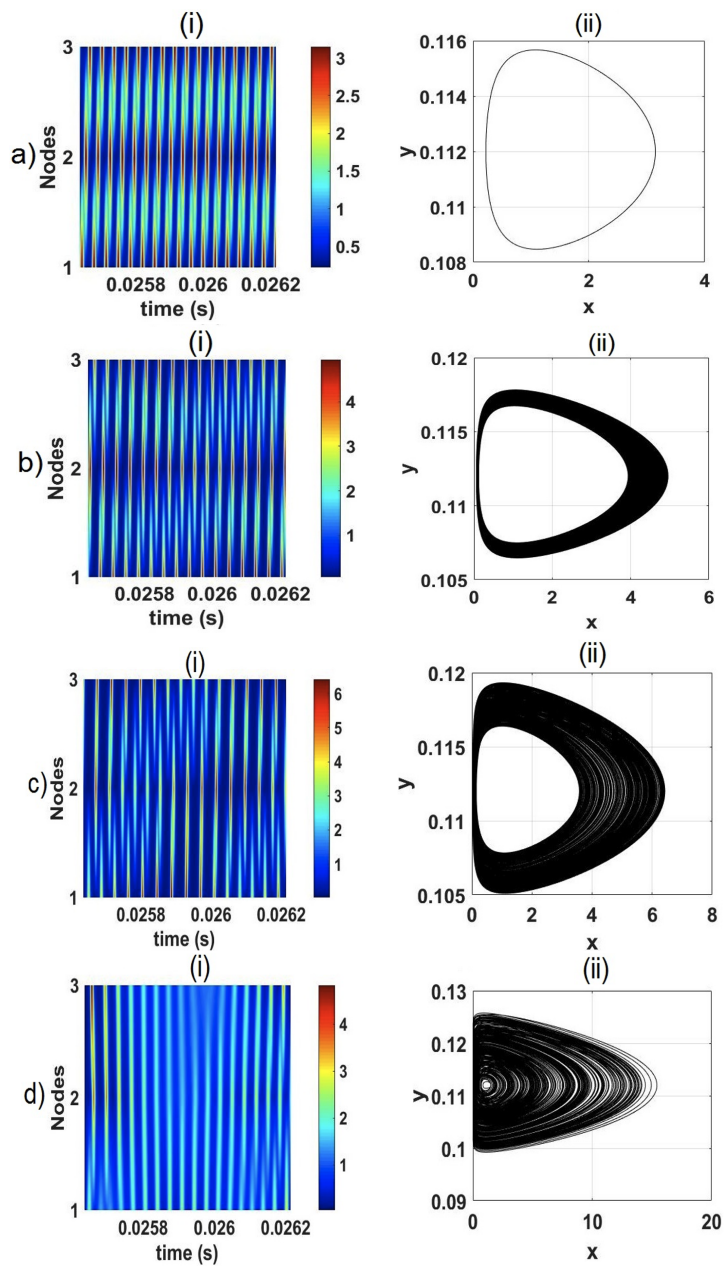 (i) (ii)
a)
3
2
1
Nodes
0.0258 0.026 0.0262
time (s)
3
2.5
2
1.5
1
0.5
0.116
0.114
0.112
0.11
0.108
y
0 2 4
x
(i) (ii)
b)
3
2
1
Nodes
0.0258 0.026 0.0262
time (s)
4
3
2
1
0.12
0.115
0.11
0.105
y
0 2 4 6
x
(i) (ii)
c)
3
2
1
Nodes
0.0258 0.026 0.0262
time (s)
6
5
4
3
2
1
0.12
0.115
0.11
0.105
y
0 2 4 6 8
x
(i) (ii)
d)
3
2
1
Nodes
0.0258 0.026 0.0262
time (s)
4
3
2
1
0.13
0.12
0.11
0.1
0.09
y
0 10 20
x